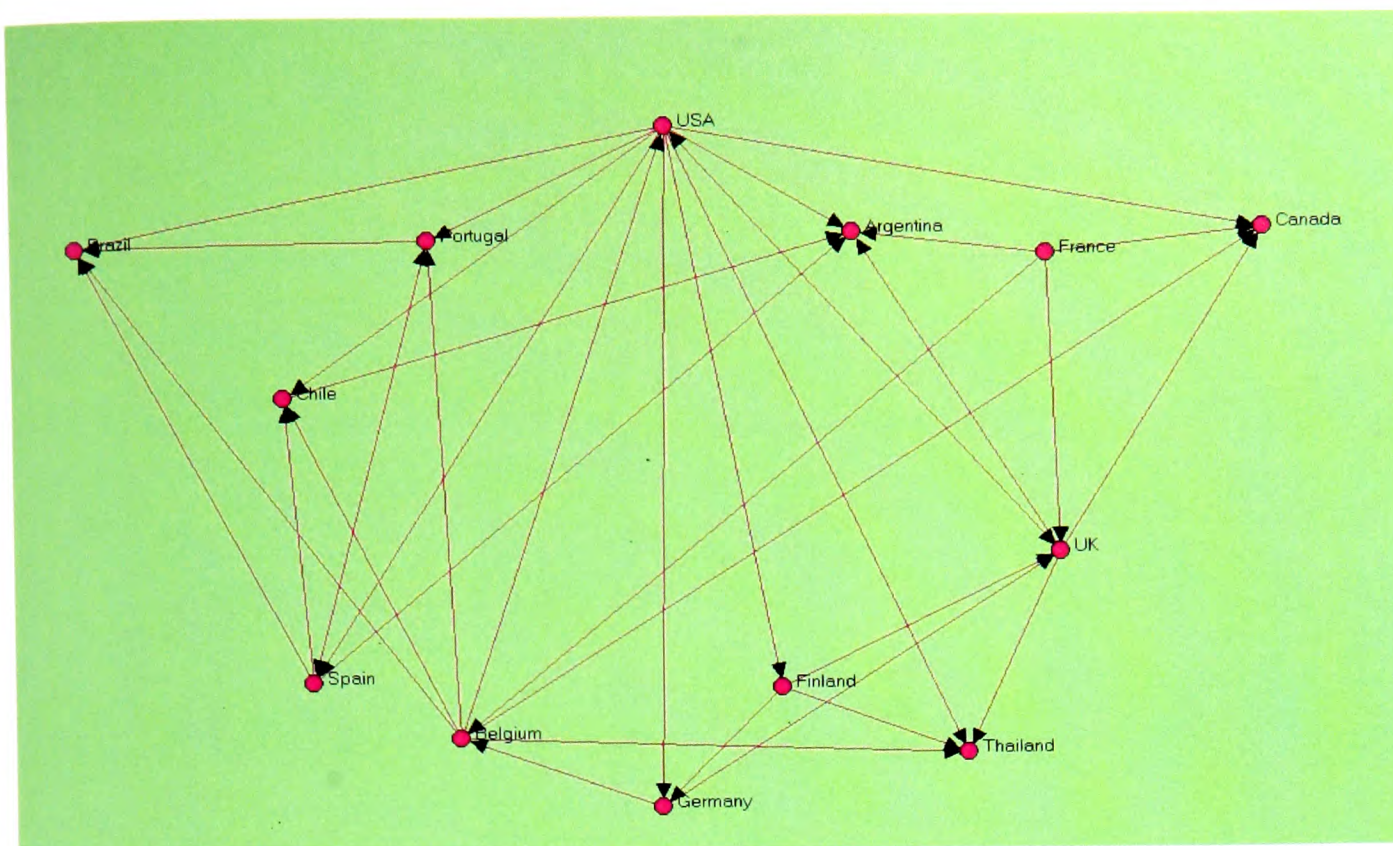 USA
Brazil
Portugal
Argentina
France
Canada
Chile
UK
Spain
Belgium
Finland
Thailand
Germany